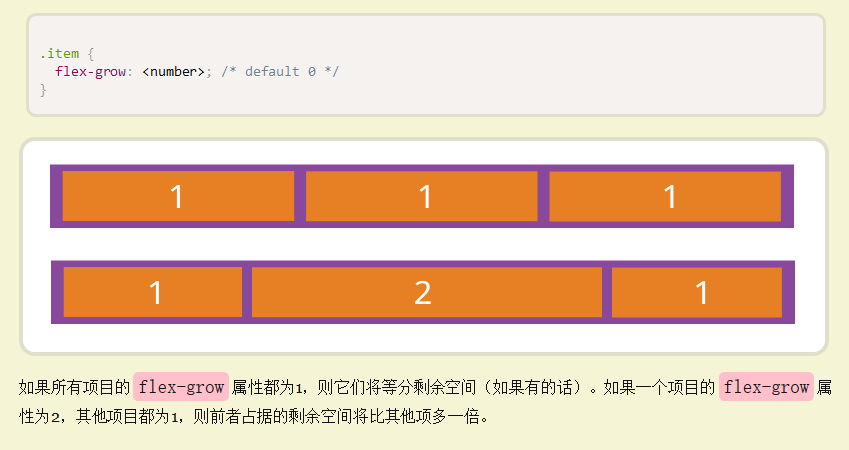 .item {
  flex-grow: <number>; /* default 0 */
}
1 1 1
1 2 1
如果所有项目的 flex-grow 属性都为1，则它们将等分剩余空间（如果有的话）。如果一个项目的 flex-grow 属
性为2，其他项目都为1，则前者占据的剩余空间将比其他项多一倍。